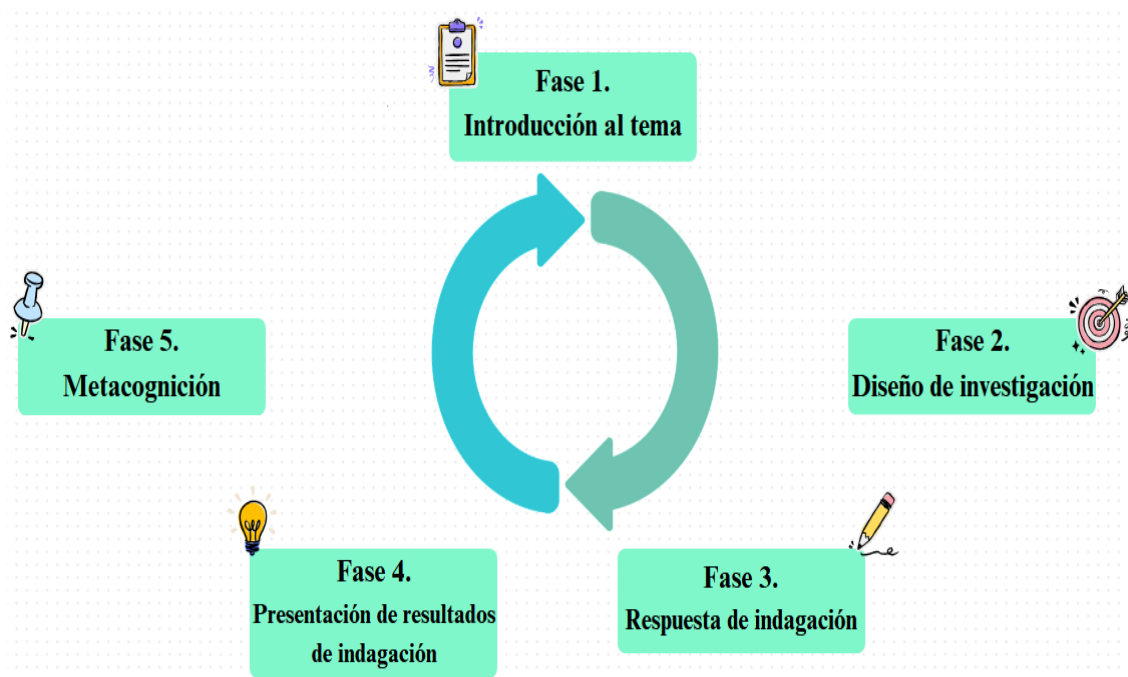 Fase 1.
Introducción al tema
Fase 2.
Diseño de investigación
Fase 3.
Respuesta de indagación
Fase 4.
Presentación de resultados
de indagación
Fase 5.
Metacognición